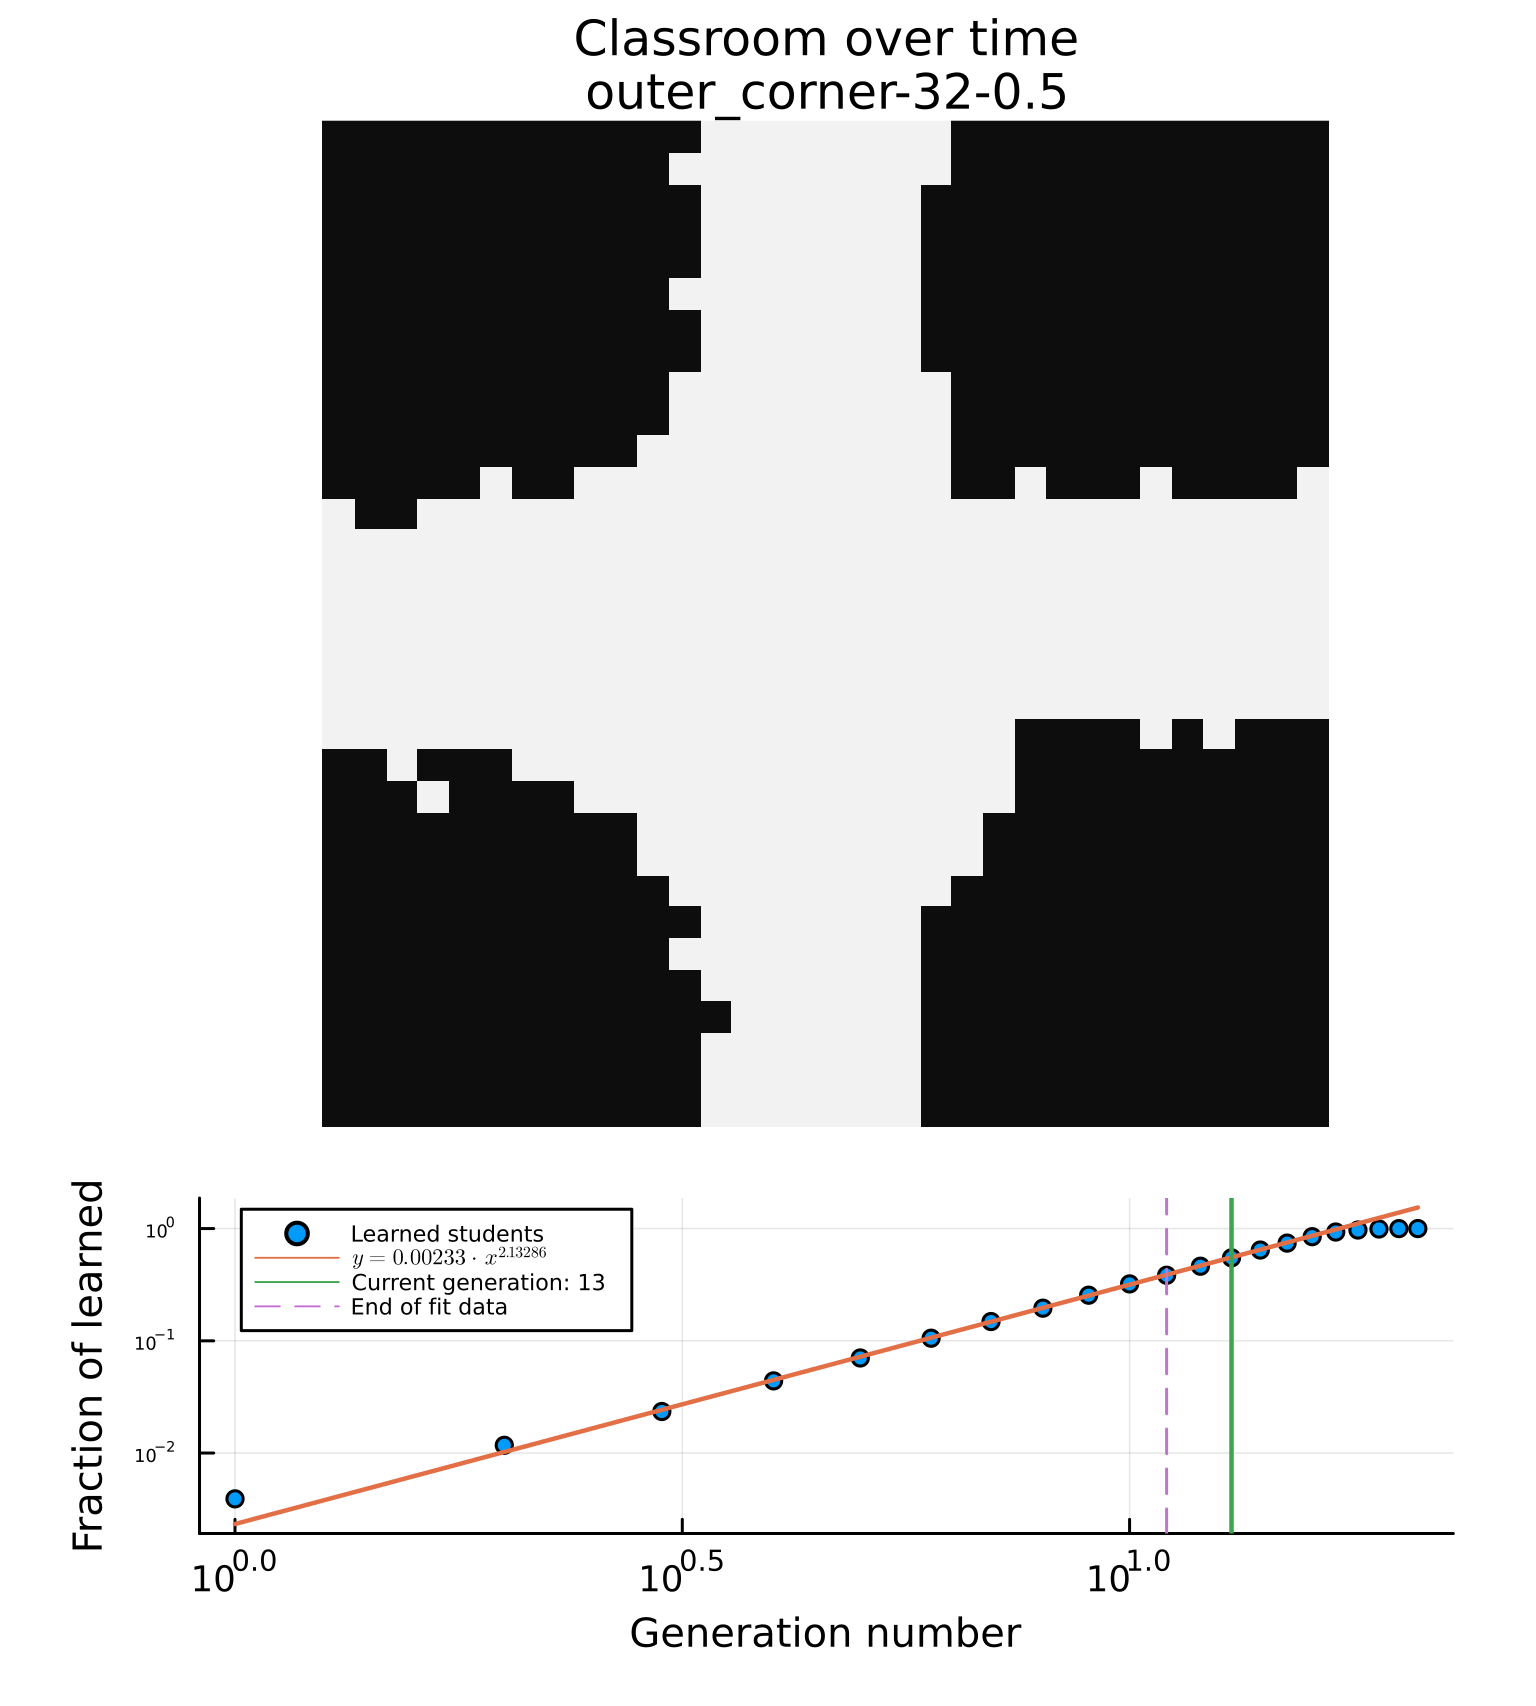 Classroom over time
outer_corner-32-0.5
Fraction of learned
10^0
10^-1
10^-2
Learned students
y = 0.00233 · x^2.13286
Current generation: 13
End of fit data
10^0.0
10^0.5
10^1.0
Generation number